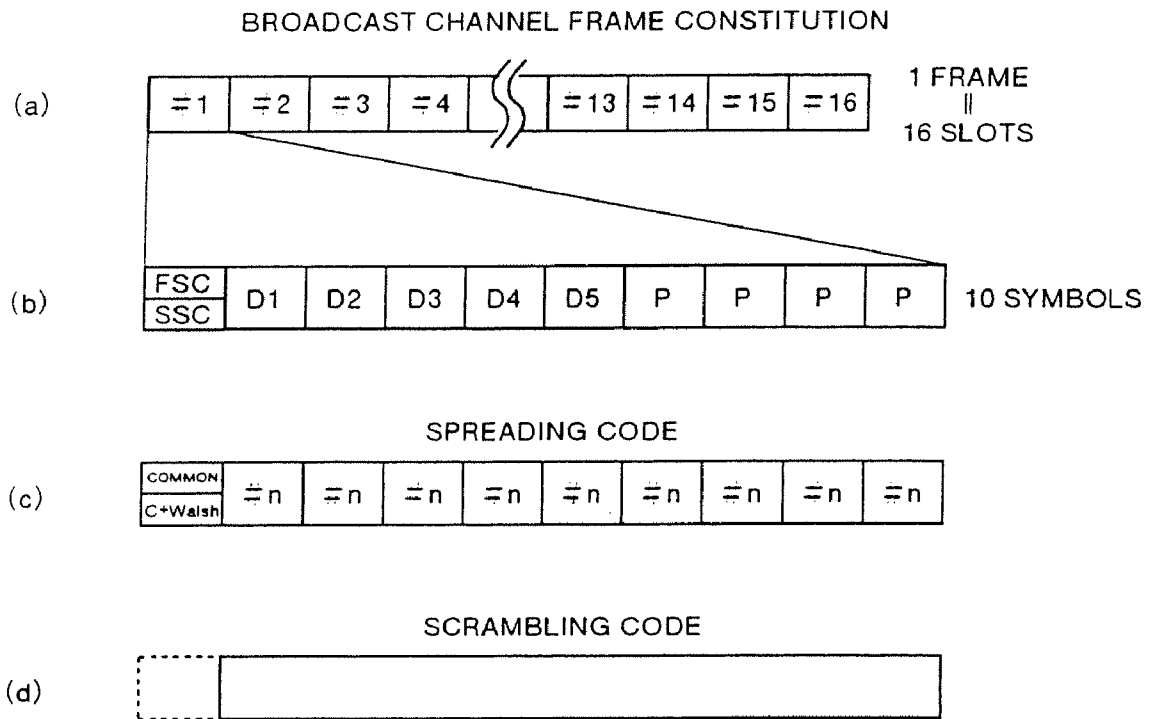 BROADCAST CHANNEL FRAME CONSTITUTION
(a) #1 #2 #3 #4 #13 #14 #15 #16 1 FRAME
||
16 SLOTS
(b) FSC SSC D1 D2 D3 D4 D5 P P P P 10 SYMBOLS
SPREADING CODE
(c) COMMON C+Walsh #n #n #n #n #n #n #n #n #n
SCRAMBLING CODE
(d)